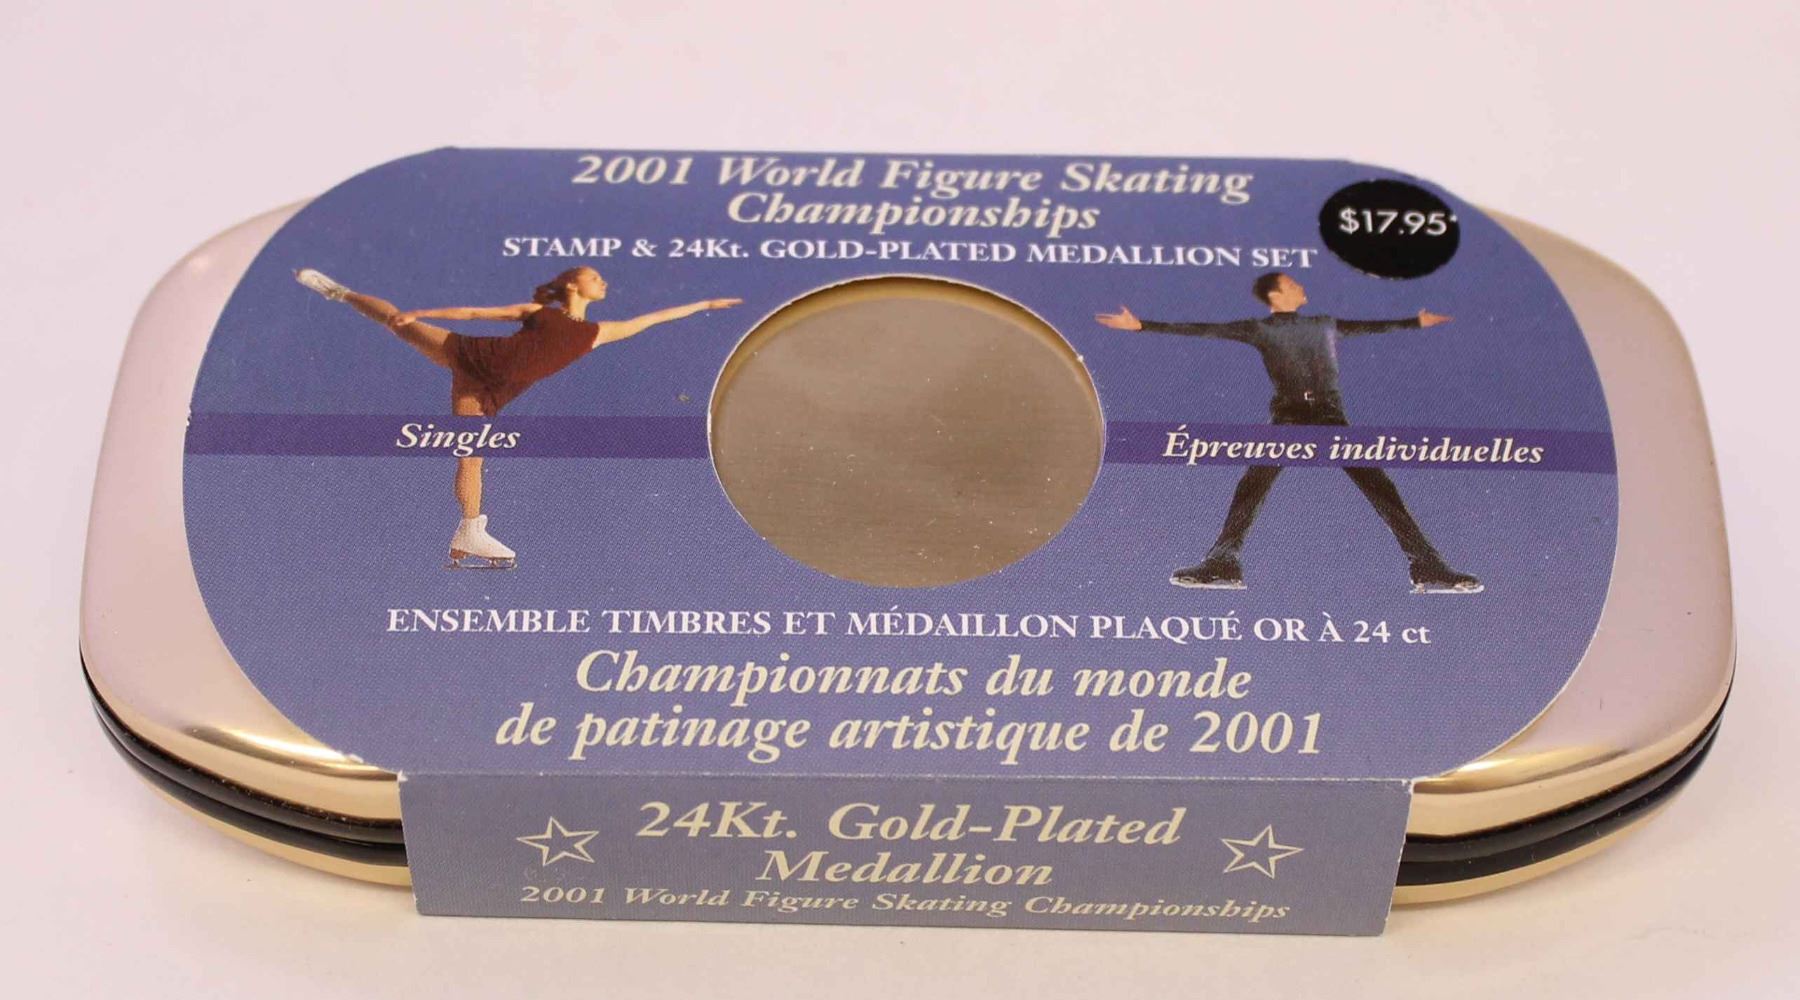 2001 World Figure Skating
Championships
STAMP & 24Kt. GOLD-PLATED MEDALLION SET
$17.95*
Singles
Épreuves individuelles
ENSEMBLE TIMBRES ET MÉDAILLON PLAQUÉ OR À 24 ct
Championnats du monde
de patinage artistique de 2001
24Kt. Gold-Plated
Medallion
2001 World Figure Skating Championships